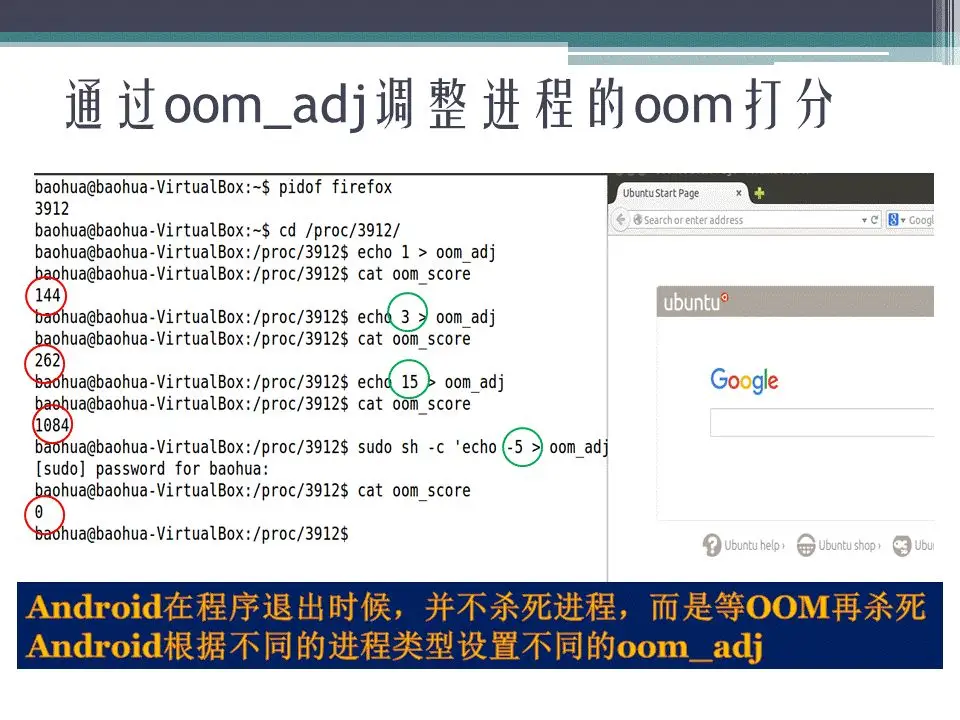 通过oom_adj调整进程的oom打分
baohua@baohua-VirtualBox:~$ pidof firefox
3912
baohua@baohua-VirtualBox:~$ cd /proc/3912/
baohua@baohua-VirtualBox:/proc/3912$ echo 1 > oom_adj
baohua@baohua-VirtualBox:/proc/3912$ cat oom_score
144
baohua@baohua-VirtualBox:/proc/3912$ echo 3 > oom_adj
baohua@baohua-VirtualBox:/proc/3912$ cat oom_score
262
baohua@baohua-VirtualBox:/proc/3912$ echo 15 > oom_adj
baohua@baohua-VirtualBox:/proc/3912$ cat oom_score
1084
baohua@baohua-VirtualBox:/proc/3912$ sudo sh -c 'echo -5 > oom_adj
[sudo] password for baohua:
baohua@baohua-VirtualBox:/proc/3912$ cat oom_score
0
baohua@baohua-VirtualBox:/proc/3912$
Ubuntu Start Page
Search or enter address
Googl
ubuntu
Google
Ubuntu help › Ubuntu shop › Ubu
Android在程序退出时候，并不杀死进程，而是等OOM再杀死
Android根据不同的进程类型设置不同的oom_adj